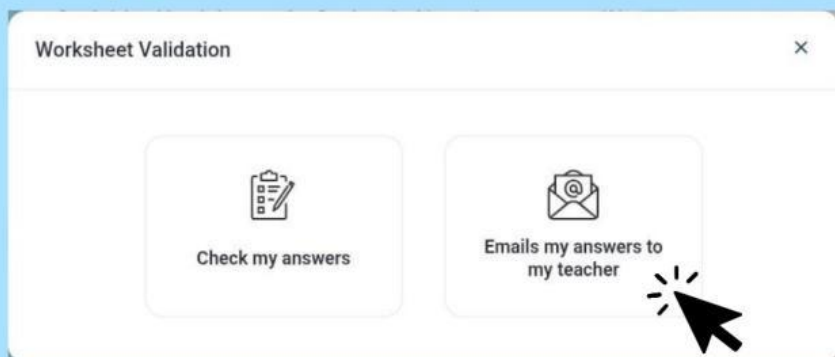 Worksheet Validation
Check my answers
Emails my answers to
my teacher